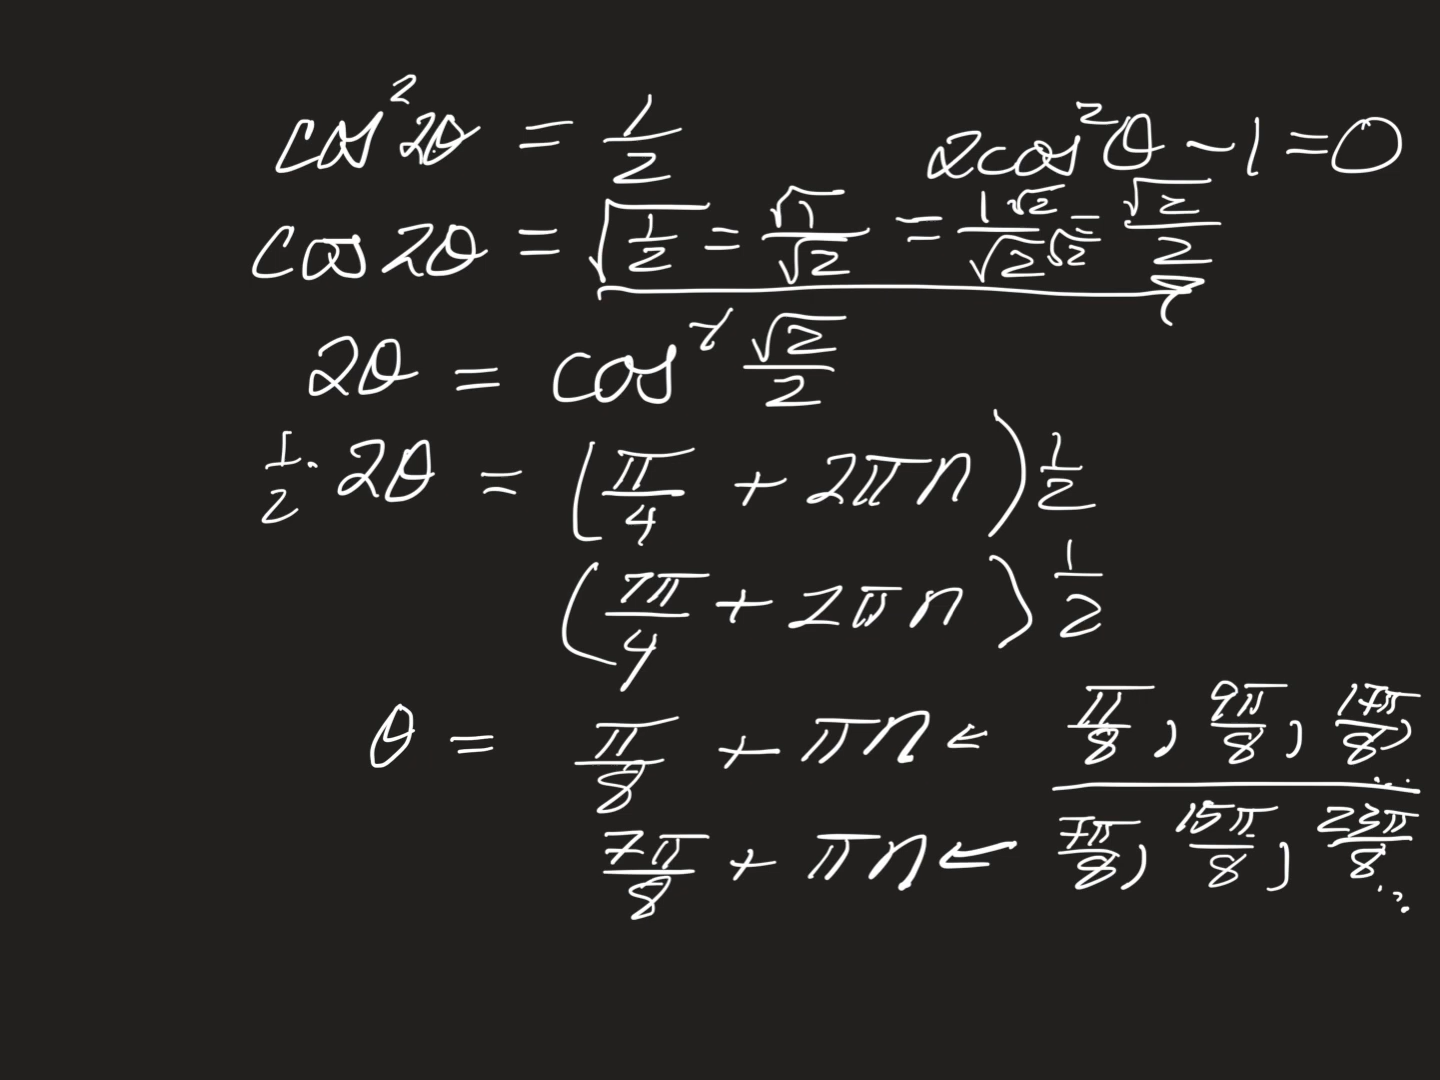 cos²2θ = 1/2
2cos²θ - 1 = 0
cos 2θ = √(1/2) = √1/√2 = 1√2/√2√2 = √2/2
2θ = cos⁻¹ √2/2
1/2 · 2θ = (π/4 + 2πn) 1/2
(7π/4 + 2πn) 1/2
θ = π/8 + πn ← π/8, 9π/8, 17π/8, ...
7π/8 + πn ← 7π/8, 15π/8, 23π/8 ...